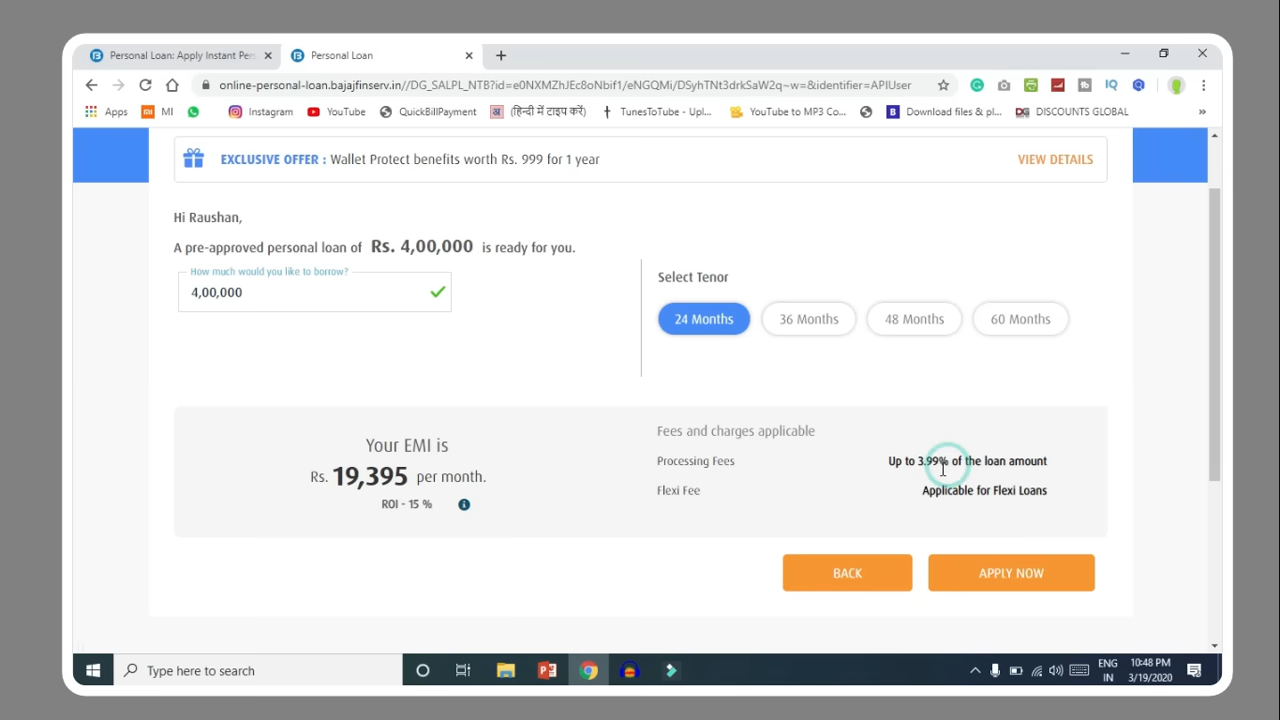 Personal Loan: Apply Instant Per
Personal Loan
online-personal-loan.bajajfinserv.in//DG_SALPL_NTB?id=e0NXMZhJEc8oNbif1/eNGQMi/DSyhTNt3drkSaW2q~w=&identifier=APIUser
Apps MI Instagram YouTube QuickBillPayment अ (हिन्दी में टाइप करें) TunesToTube - Upl... YouTube to MP3 Co... B Download files & pl... DG DISCOUNTS GLOBAL »
EXCLUSIVE OFFER : Wallet Protect benefits worth Rs. 999 for 1 year VIEW DETAILS
Hi Raushan,
A pre-approved personal loan of Rs. 4,00,000 is ready for you.
How much would you like to borrow?
4,00,000
Select Tenor
24 Months 36 Months 48 Months 60 Months
Your EMI is
Rs. 19,395 per month.
ROI - 15 %
Fees and charges applicable
Processing Fees Up to 3.99% of the loan amount
Flexi Fee Applicable for Flexi Loans
BACK APPLY NOW
Type here to search
ENG
IN
10:48 PM
3/19/2020